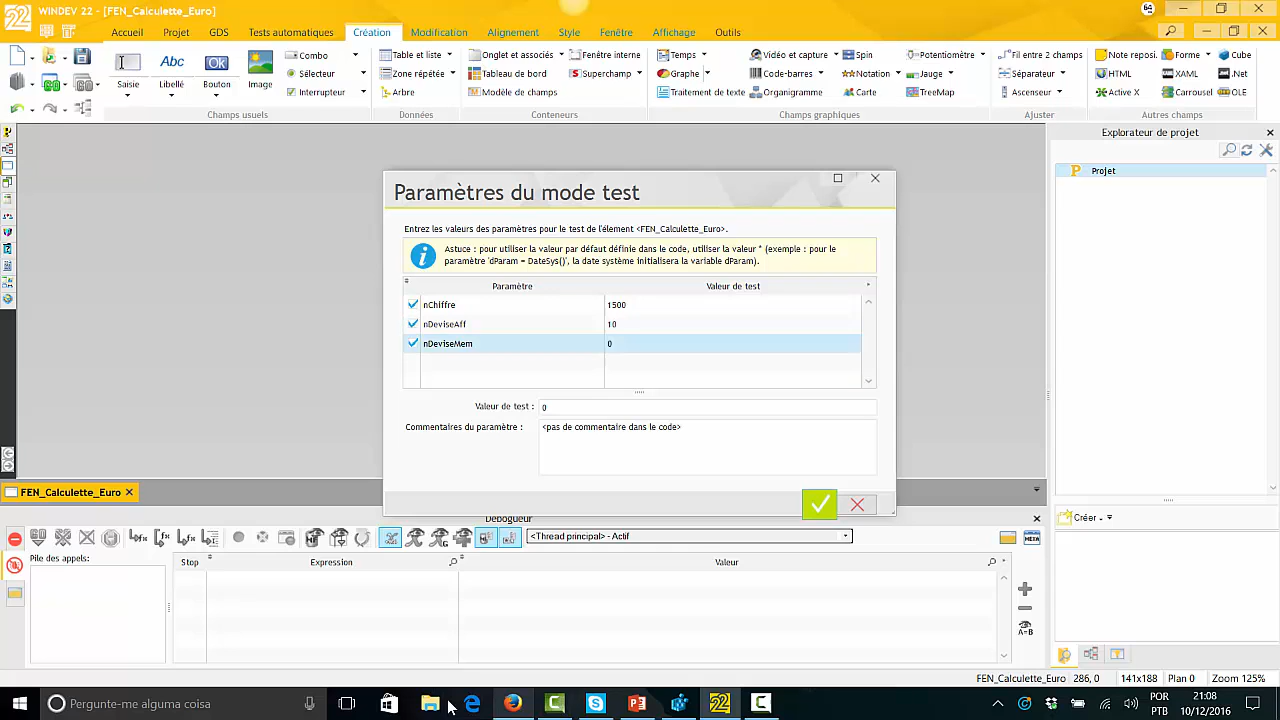 WINDEV 22 - [FEN_Calculette_Euro]
64
Accueil Projet GDS Tests automatiques Création Modification Alignement Style Fenêtre Affichage Outils
Combo
Table et liste
Onglet et associés
Fenêtre interne
Temps
Vidéo et capture
Spin
Potentiomètre
Fil entre 2 champs
Note repositi.
Forme
Cube
Abc
Ok
Sélecteur
Zone répétée
Tableau de bord
Superchamp
Graphe
Code-barres
Notation
Jauge
Séparateur
HTML
XAML
.Net
Saisie
Libellé
Bouton
Image
Interrupteur
Arbre
Modèle de champs
Traitement de texte
Organigramme
Carte
TreeMap
Ascenseur
Active X
Carrousel
OLE
Champs usuels
Données
Conteneurs
Champs graphiques
Ajuster
Autres champs
Explorateur de projet
Projet
Paramètres du mode test
Entrez les valeurs des paramètres pour le test de l'élement <FEN_Calculette_Euro>.
Astuce : pour utiliser la valeur par défaut définie dans le code, utiliser la valeur * (exemple : pour le
paramètre 'dParam = DateSys()', la date système initialisera la variable dParam).
Paramètre Valeur de test
nChiffre 1500
nDeviseAff 10
nDeviseMem 0
Valeur de test : 0
Commentaires du paramètre : <pas de commentaire dans le code>
FEN_Calculette_Euro
Débogueur
<Thread principal> - Actif
META
Créer
Pile des appels:
Stop Expression Valeur
A=B
FEN_Calculette_Euro 286, 0 141x188 Plan 0 Zoom 125%
Pergunte-me alguma coisa
22
POR
PTB
21:08
10/12/2016